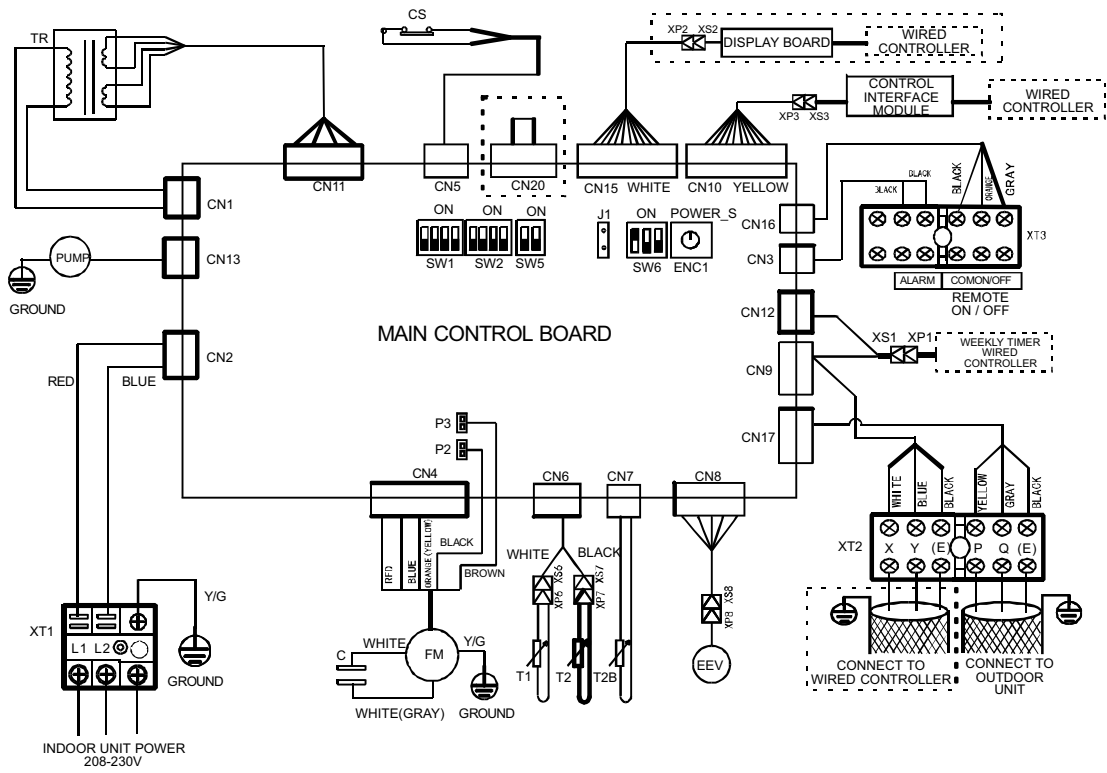 TR
CS
XP2 XS2
DISPLAY BOARD
WIRED
CONTROLLER
CONTROL
INTERFACE
MODULE
XP3 XS3
WIRED
CONTROLLER
CN11
CN5
CN20
CN15 WHITE
CN10 YELLOW
CN1
ON
SW1
ON
SW2
ON
SW5
J1
ON
SW6
POWER_S
ENC1
CN16
CN3
BLACK
BLACK
BLACK
ORANGE
GRAY
XT3
ALARM
COMON/OFF
REMOTE
ON / OFF
PUMP
GROUND
CN13
MAIN CONTROL BOARD
CN12
XS1 XP1
WEEKLY TIMER
WIRED
CONTROLLER
CN2
RED
BLUE
CN9
CN17
P3
P2
CN4
CN6
CN7
CN8
RED
BLUE
ORANGE(YELLOW)
BLACK
BROWN
WHITE
BLACK
XP6 XS6
XP7 XS7
XP8 XS8
T1
T2
T2B
EEV
WHITE
BLUE
BLACK
YELLOW
GRAY
BLACK
XT2
X Y (E) P Q (E)
CONNECT TO
WIRED CONTROLLER
CONNECT TO
OUTDOOR
UNIT
XT1
L1 L2
Y/G
GROUND
INDOOR UNIT POWER
208-230V
C
WHITE
FM
Y/G
WHITE(GRAY)
GROUND